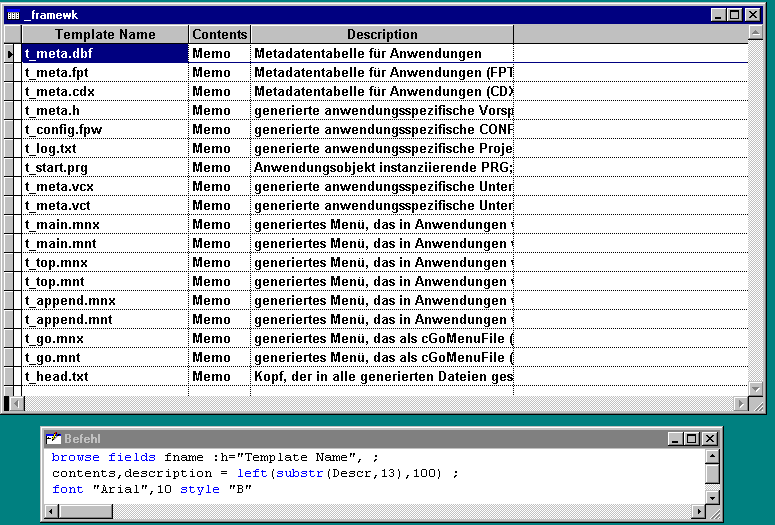 _framewk
Template Name Contents Description
t_meta.dbf Memo Metadatentabelle für Anwendungen
t_meta.fpt Memo Metadatentabelle für Anwendungen (FPT
t_meta.cdx Memo Metadatentabelle für Anwendungen (CDX
t_meta.h Memo generierte anwendungsspezifische Vorsp
t_config.fpw Memo generierte anwendungsspezifische CONF
t_log.txt Memo generierte anwendungsspezifische Proje
t_start.prg Memo Anwendungsobjekt instanziierende PRG;
t_meta.vcx Memo generierte anwendungsspezifische Unter
t_meta.vct Memo generierte anwendungsspezifische Unter
t_main.mnx Memo generiertes Menü, das in Anwendungen v
t_main.mnt Memo generiertes Menü, das in Anwendungen v
t_top.mnx Memo generiertes Menü, das in Anwendungen v
t_top.mnt Memo generiertes Menü, das in Anwendungen v
t_append.mnx Memo generiertes Menü, das in Anwendungen v
t_append.mnt Memo generiertes Menü, das in Anwendungen v
t_go.mnx Memo generiertes Menü, das als cGoMenuFile (
t_go.mnt Memo generiertes Menü, das als cGoMenuFile (
t_head.txt Memo Kopf, der in alle generierten Dateien ges
Befehl
browse fields fname :h="Template Name", ;
contents,description = left(substr(Descr,13),100) ;
font "Arial",10 style "B"